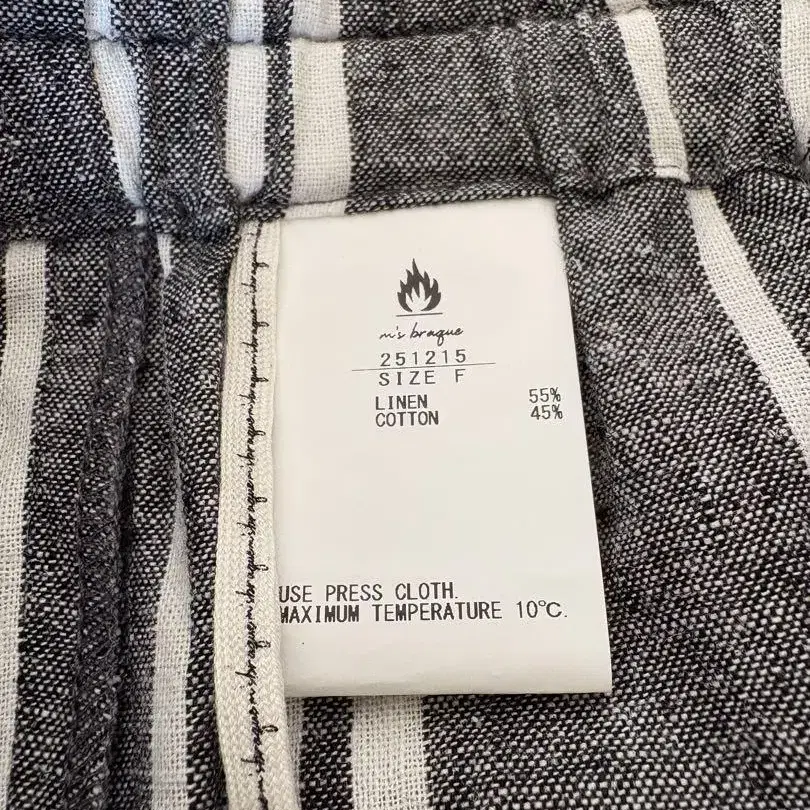 m's braque
251215
SIZE F
LINEN 55%
COTTON 45%
USE PRESS CLOTH.
MAXIMUM TEMPERATURE 10℃.